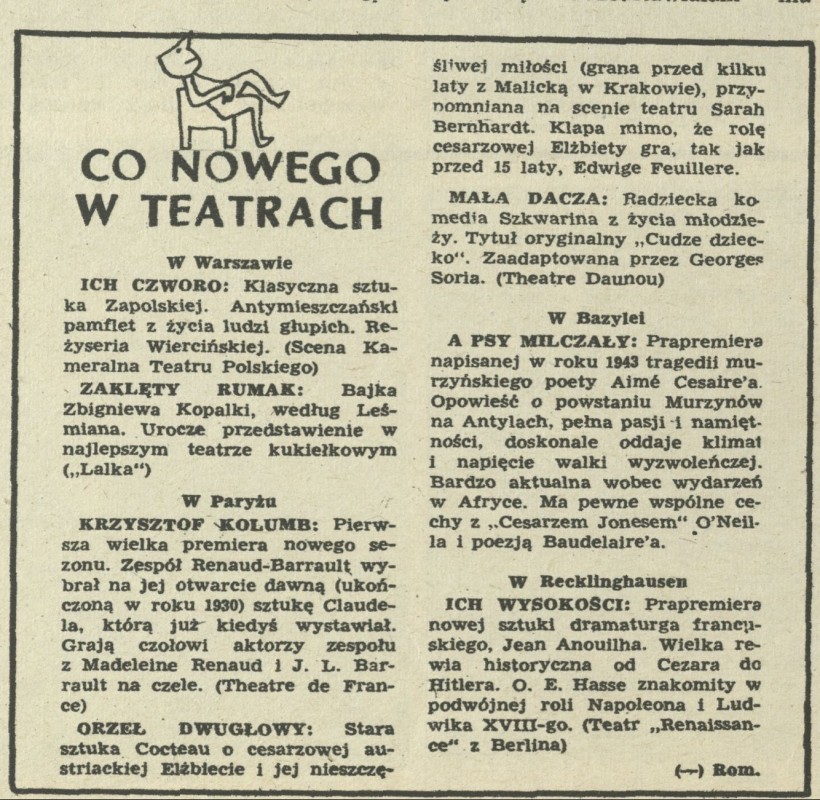 CO NOWEGO
W TEATRACH
W Warszawie
ICH CZWORO: Klasyczna sztu-
ka Zapolskiej. Antymieszczański
pamflet z życia ludzi głupich. Re-
żyseria Wiercińskiej. (Scena Ka-
meralna Teatru Polskiego)
ZAKLĘTY RUMAK: Bajka
Zbigniewa Kopalki, według Leś-
miana. Urocze przedstawienie w
najlepszym teatrze kukiełkowym
(„Lalka“)
W Paryżu
KRZYSZTOF KOLUMB: Pierw-
sza wielka premiera nowego se-
zonu. Zespół Renaud-Barrault wy-
brał na jej otwarcie dawną (ukoń-
czoną w roku 1930) sztukę Claude-
la, którą już kiedyś wystawiał.
Grają czołowi aktorzy zespołu
z Madeleine Renaud i J. L. Bar-
rault na czele. (Theatre de Fran-
ce)
ORZEŁ DWUGŁOWY: Stara
sztuka Cocteau o cesarzowej au-
striackiej Elżbiecie i jej nieszczę-
śliwej miłości (grana przed kilku
laty z Malicką w Krakowie), przy-
pomniana na scenie teatru Sarah
Bernhardt. Klapa mimo, że rolę
cesarzowej Elżbiety gra, tak jak
przed 15 laty, Edwige Feuillere.
MAŁA DACZA: Radziecka ko-
media Szkwarina z życia młodzie-
ży. Tytuł oryginalny „Cudze dziec-
ko“. Zaadaptowana przez Georges
Soria. (Theatre Daunou)
W Bazylei
A PSY MILCZAŁY: Prapremiera
napisanej w roku 1943 tragedii mu-
rzyńskiego poety Aimé Cesaire'a.
Opowieść o powstaniu Murzynów
na Antylach, pełna pasji i namięt-
ności, doskonale oddaje klimat
i napięcie walki wyzwoleńczej.
Bardzo aktualna wobec wydarzeń
w Afryce. Ma pewne wspólne ce-
chy z „Cesarzem Jonesem“ O'Neil-
la i poezją Baudelaire'a.
W Recklinghausen
ICH WYSOKOŚCI: Prapremiera
nowej sztuki dramaturga francu-
skiego, Jean Anouilha. Wielka re-
wia historyczna od Cezara do
Hitlera. O. E. Hasse znakomity w
podwójnej roli Napoleona i Lud-
wika XVIII-go. (Teatr „Renaissan-
ce“ z Berlina)
(—) Rom.